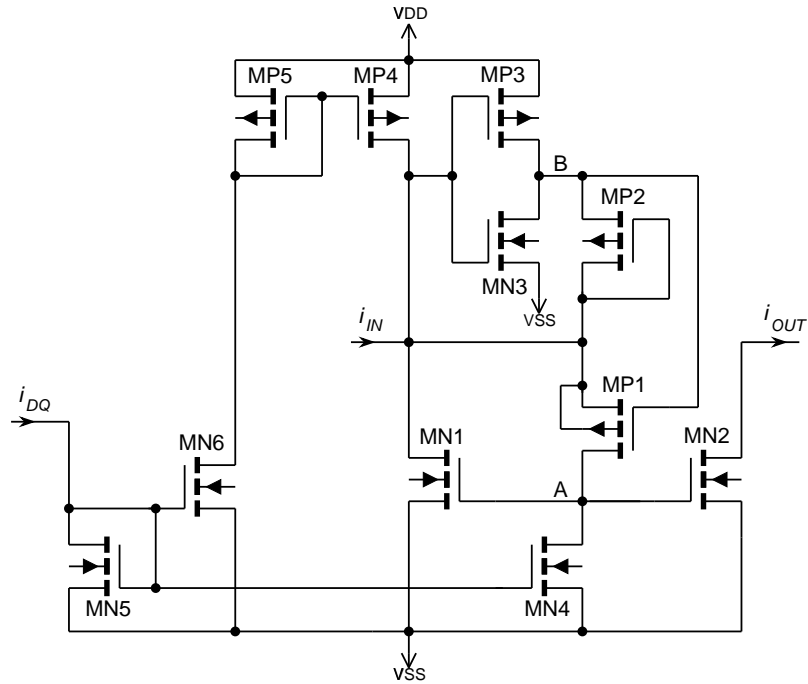 VDD
MP5
MP4
MP3
B
MP2
MN3
VSS
iIN
iOUT
MP1
iDQ
MN6
MN1
MN2
A
MN5
MN4
VSS